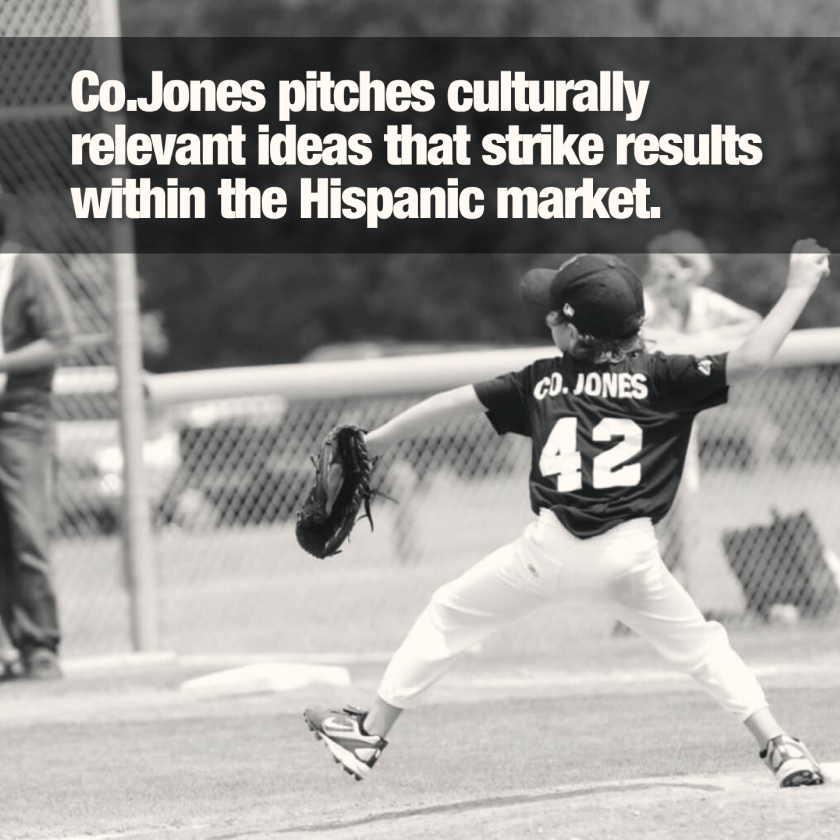 Co.Jones pitches culturally
relevant ideas that strike results
within the Hispanic market.
CO. JONES
42